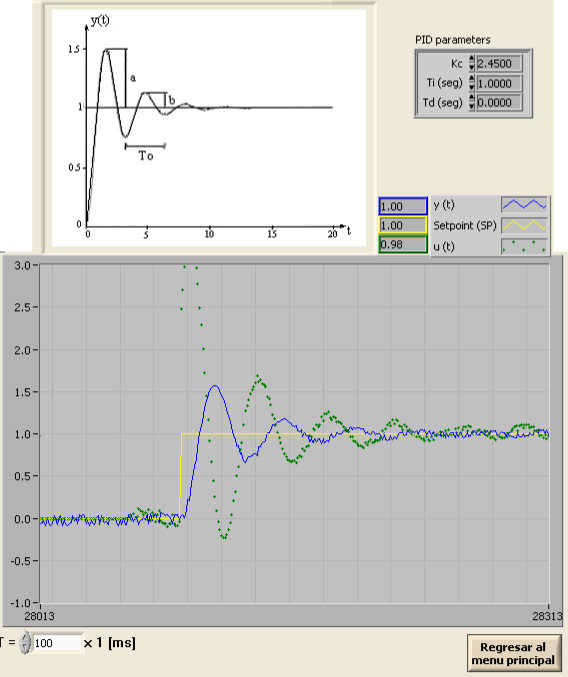 y(t)
1.5
a
b
1
To
0.5
0
0 5 10 15 20 t
PID parameters
Kc 2.4500
Ti (seg) 1.0000
Td (seg) 0.0000
1.00 y (t)
1.00 Setpoint (SP)
0.98 u (t)
3.0
2.5
2.0
1.5
1.0
0.5
0.0
-0.5
-1.0
28013 28313
T = 100 x 1 [ms]
Regresar al
menu principal